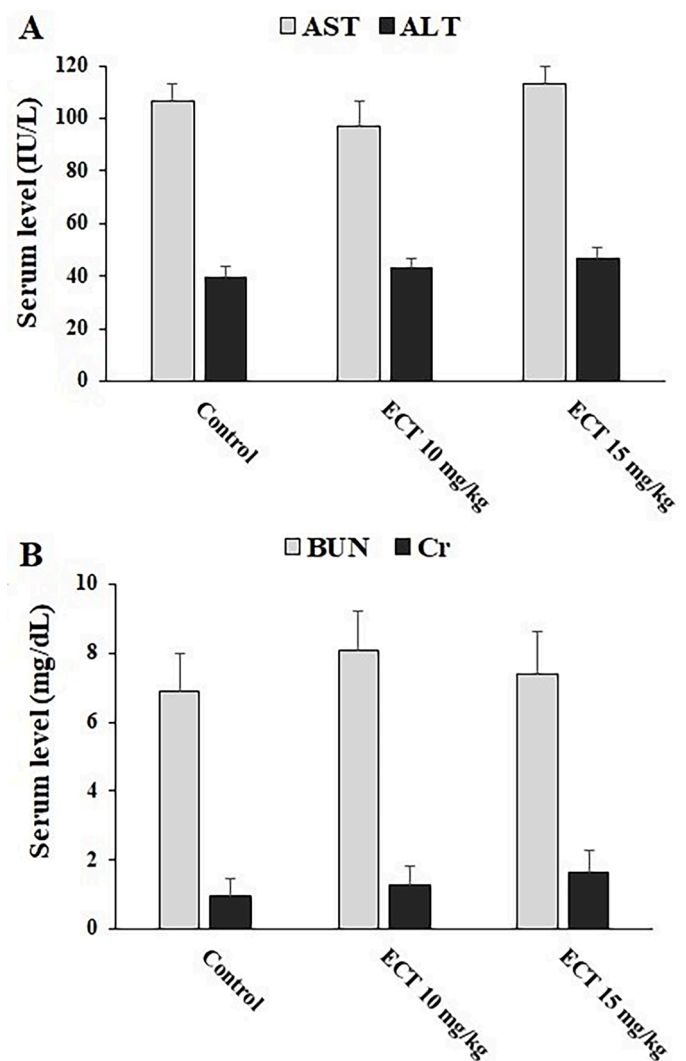 A
AST ALT
Serum level (IU/L)
120
100
80
60
40
20
0
Control
ECT 10 mg/kg
ECT 15 mg/kg
B
BUN Cr
Serum level (mg/dL)
10
8
6
4
2
0
Control
ECT 10 mg/kg
ECT 15 mg/kg